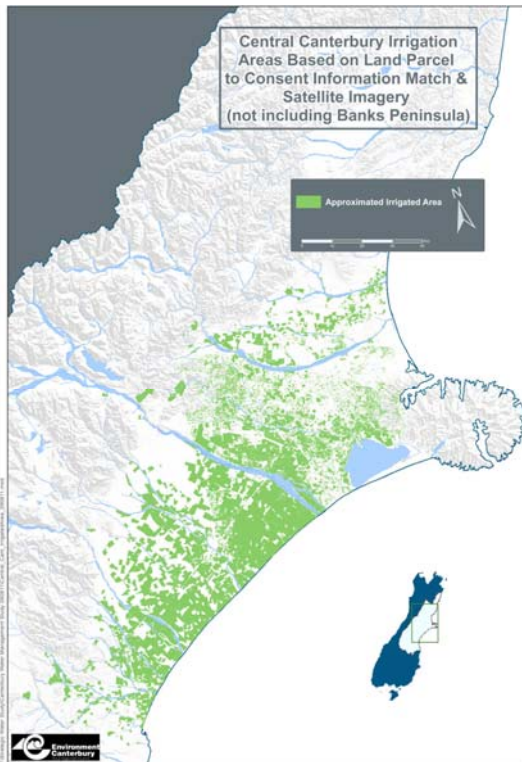 Central Canterbury Irrigation
Areas Based on Land Parcel
to Consent Information Match &
Satellite Imagery
(not including Banks Peninsula)
N
Approximated Irrigated Area
Environment
Canterbury